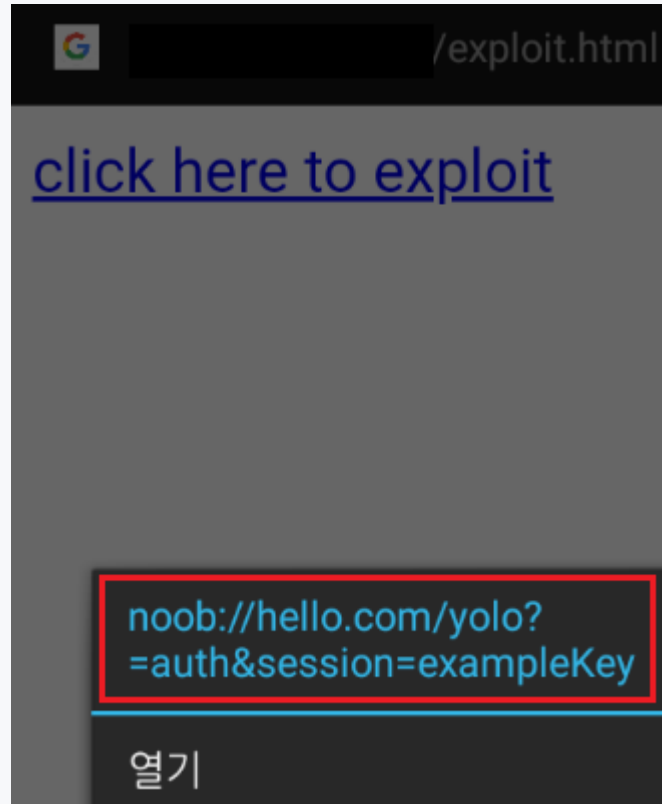 G
/exploit.html
click here to exploit
noob://hello.com/yolo?
=auth&session=exampleKey
열기